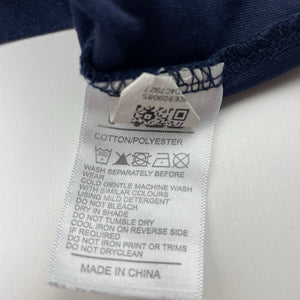 COTTON/POLYESTER
WASH SEPARATELY BEFORE
WEAR
COLD GENTLE MACHINE WASH
WITH SIMILAR COLOURS
USING MILD DETERGENT
DO NOT BLEACH
DRY IN SHADE
DO NOT TUMBLE DRY
COOL IRON ON REVERSE SIDE
IF REQUIRED
DO NOT IRON PRINT OR TRIMS
DO NOT DRYCLEAN
MADE IN CHINA